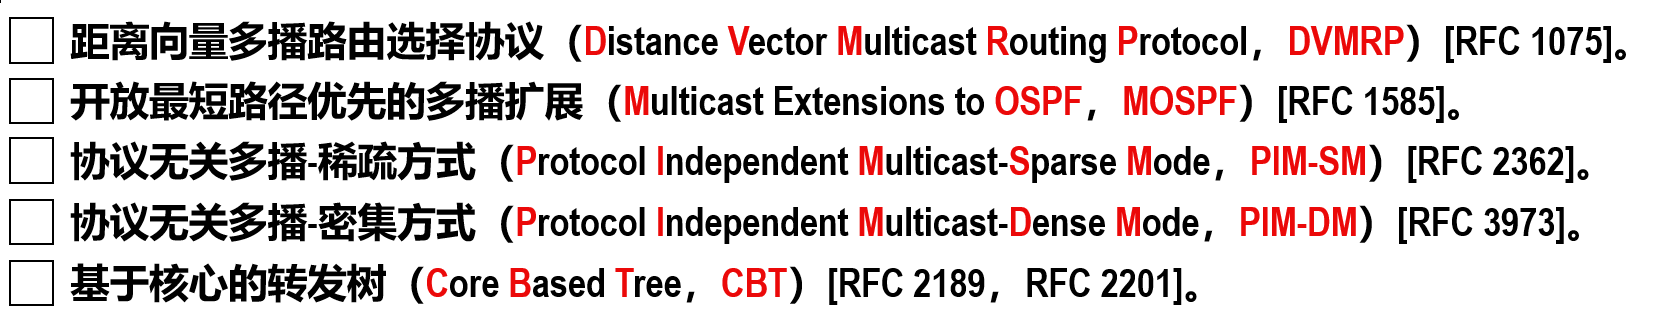 距离向量多播路由选择协议（Distance Vector Multicast Routing Protocol，DVMRP）[RFC 1075]。
开放最短路径优先的多播扩展（Multicast Extensions to OSPF，MOSPF）[RFC 1585]。
协议无关多播-稀疏方式（Protocol Independent Multicast-Sparse Mode，PIM-SM）[RFC 2362]。
协议无关多播-密集方式（Protocol Independent Multicast-Dense Mode，PIM-DM）[RFC 3973]。
基于核心的转发树（Core Based Tree，CBT）[RFC 2189，RFC 2201]。